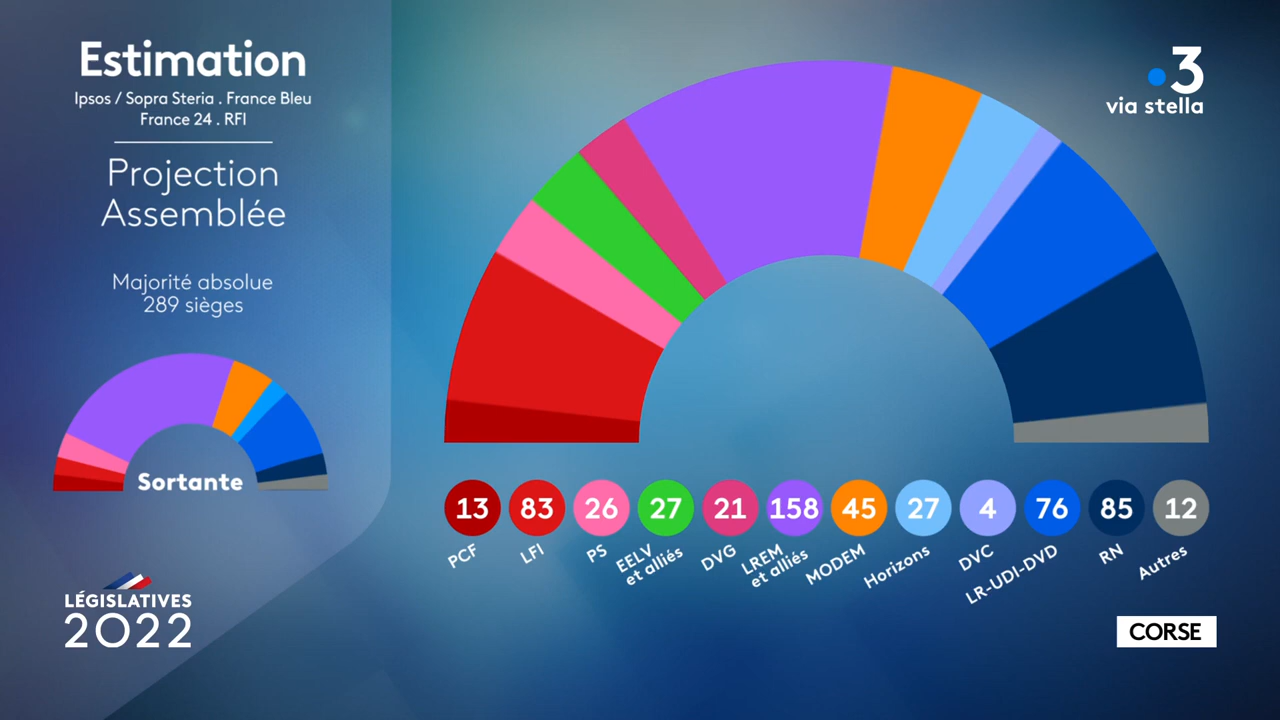 Estimation
Ipsos / Sopra Steria . France Bleu
France 24 . RFI
Projection
Assemblée
Majorité absolue
289 sièges
Sortante
LÉGISLATIVES
2022
3
via stella
13 83 26 27 21 158 45 27 4 76 85 12
PCF
LFI
PS
EELV
et alliés
DVG
LREM
et alliés
MODEM
Horizons
DVC
LR-UDI-DVD
RN
Autres
CORSE